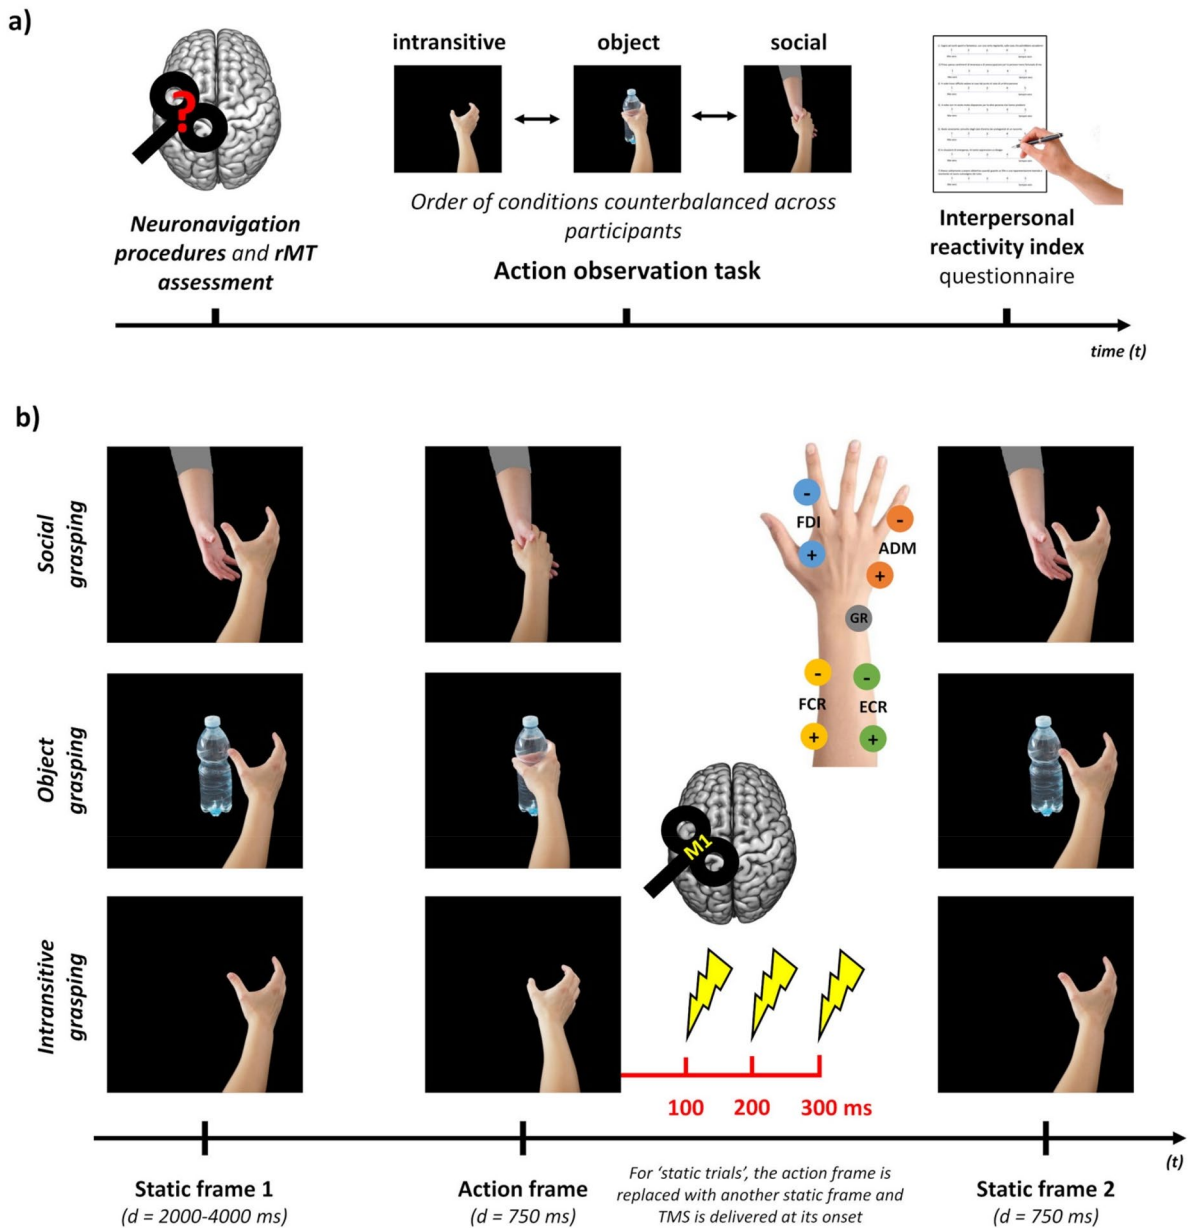 a)
intransitive
object
social
?
Order of conditions counterbalanced across
participants
Neuronavigation
procedures and rMT
assessment
Action observation task
Interpersonal
reactivity index
questionnaire
time (t)
b)
Social
grasping
Object
grasping
Intransitive
grasping
-
FDI
+
-
ADM
+
GR
-
FCR
+
-
ECR
+
M1
100
200
300 ms
(t)
Static frame 1
(d = 2000-4000 ms)
Action frame
(d = 750 ms)
For ‘static trials’, the action frame is
replaced with another static frame and
TMS is delivered at its onset
Static frame 2
(d = 750 ms)